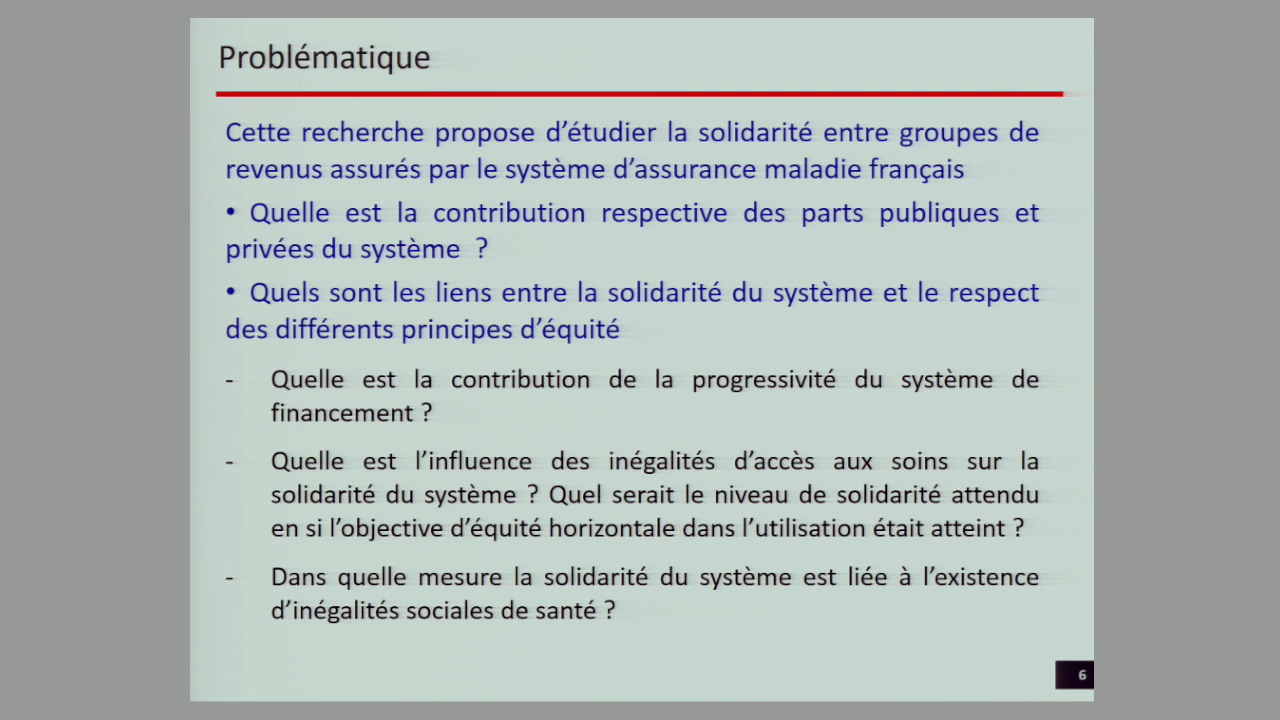 Problématique
Cette recherche propose d’étudier la solidarité entre groupes de
revenus assurés par le système d’assurance maladie français
• Quelle est la contribution respective des parts publiques et
privées du système ?
• Quels sont les liens entre la solidarité du système et le respect
des différents principes d’équité
- Quelle est la contribution de la progressivité du système de
financement ?
- Quelle est l’influence des inégalités d’accès aux soins sur la
solidarité du système ? Quel serait le niveau de solidarité attendu
en si l’objective d’équité horizontale dans l’utilisation était atteint ?
- Dans quelle mesure la solidarité du système est liée à l’existence
d’inégalités sociales de santé ?
6